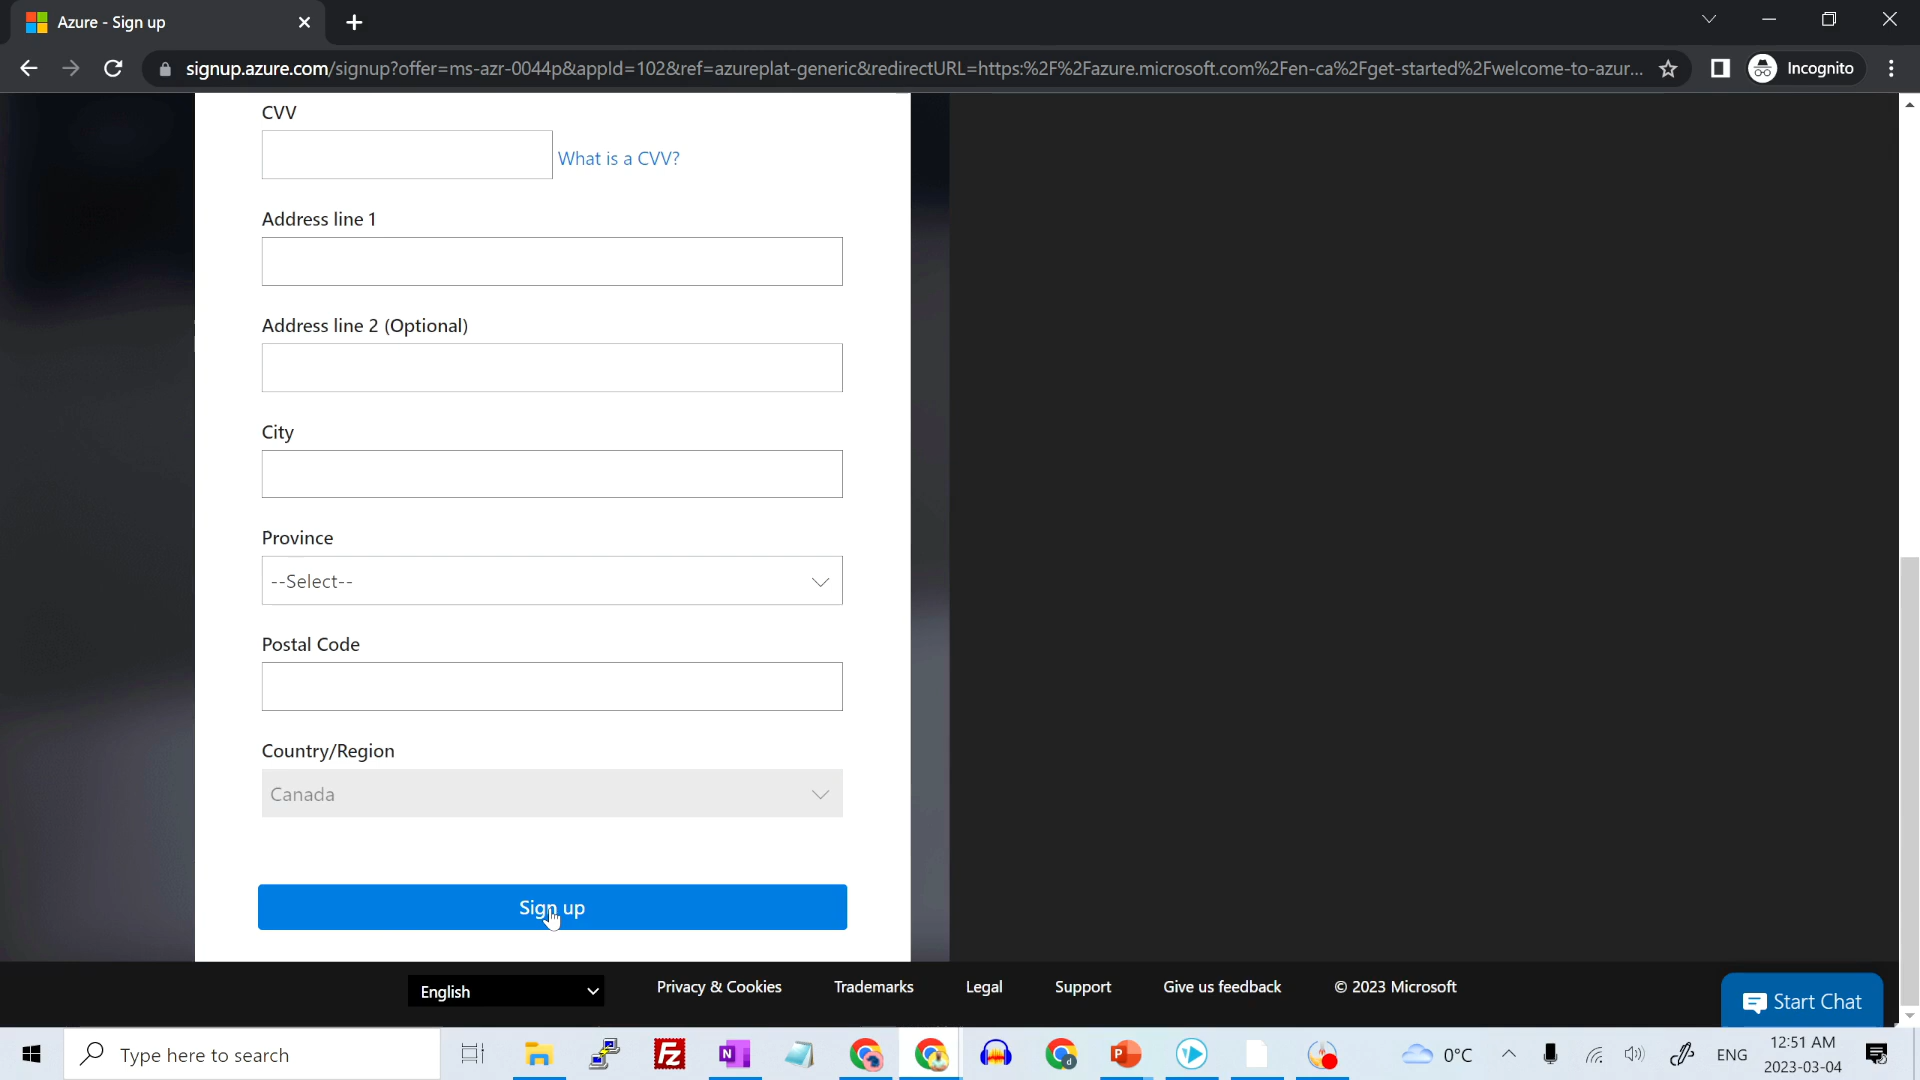 Azure - Sign up
signup.azure.com/signup?offer=ms-azr-0044p&appId=102&ref=azureplat-generic&redirectURL=https:%2F%2Fazure.microsoft.com%2Fen-ca%2Fget-started%2Fwelcome-to-azur...
Incognito
CVV
What is a CVV?
Address line 1
Address line 2 (Optional)
City
Province
--Select--
Postal Code
Country/Region
Canada
Sign up
English
Privacy & Cookies
Trademarks
Legal
Support
Give us feedback
© 2023 Microsoft
Start Chat
Type here to search
0°C
ENG
12:51 AM
2023-03-04